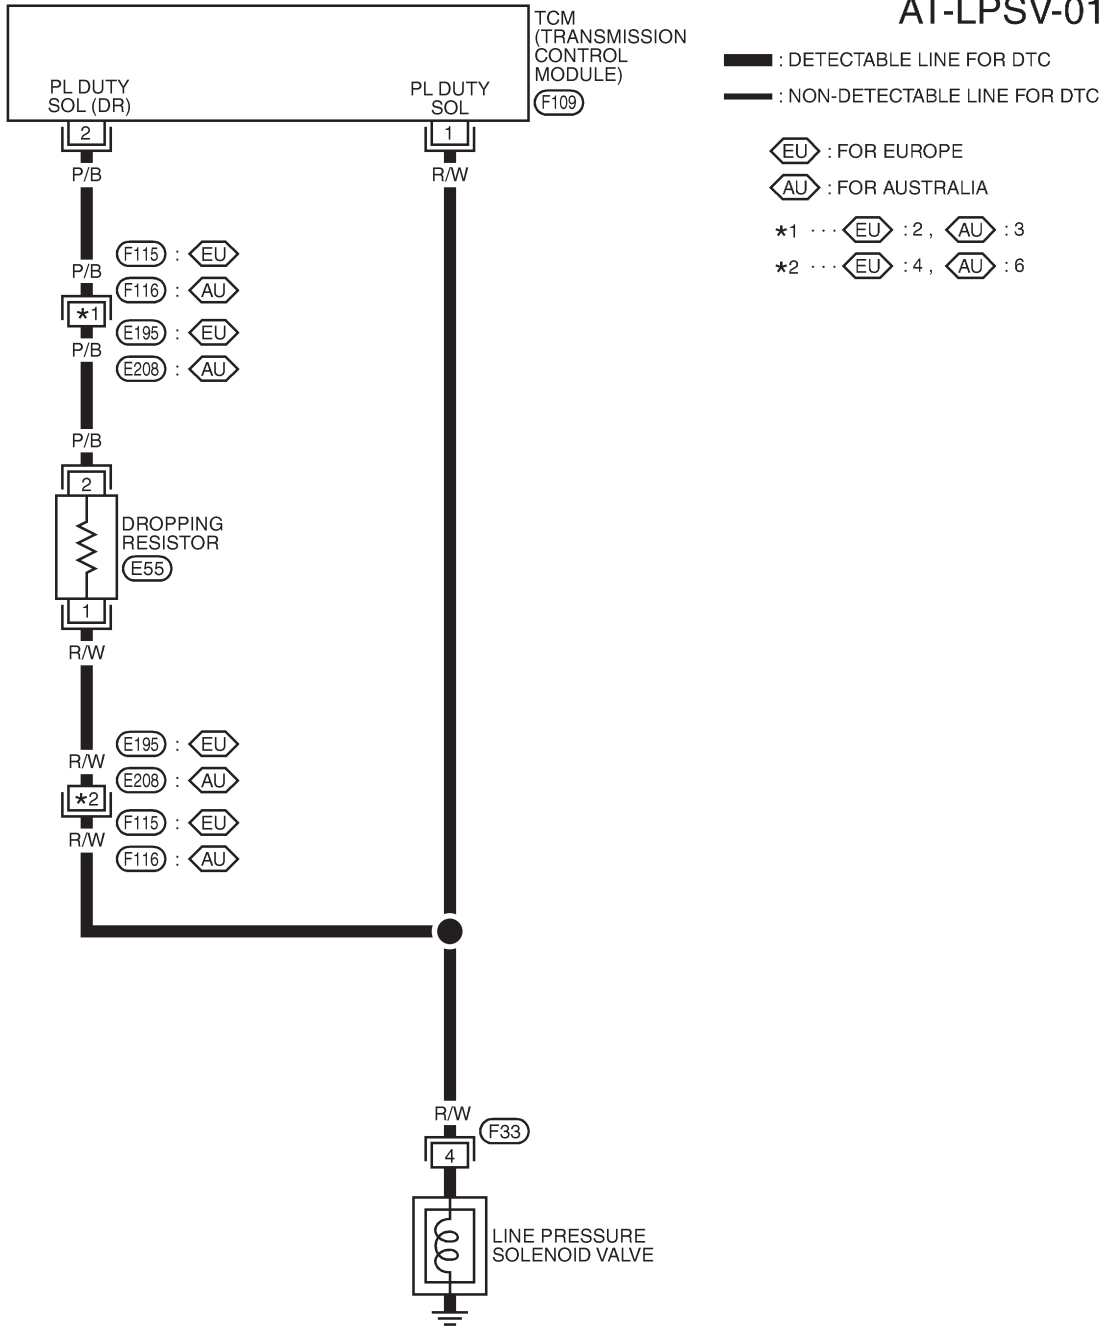 AT-LPSV-01
TCM
(TRANSMISSION
CONTROL
MODULE)
F109
PL DUTY
SOL (DR)
PL DUTY
SOL
2
1
P/B
R/W
: DETECTABLE LINE FOR DTC
: NON-DETECTABLE LINE FOR DTC
EU : FOR EUROPE
AU : FOR AUSTRALIA
*1 ··· EU : 2 , AU : 3
*2 ··· EU : 4 , AU : 6
F115 : EU
P/B
F116 : AU
*1
E195 : EU
P/B
E208 : AU
P/B
2
DROPPING
RESISTOR
E55
1
R/W
E195 : EU
R/W
E208 : AU
*2
F115 : EU
R/W
F116 : AU
R/W
F33
4
LINE PRESSURE
SOLENOID VALVE